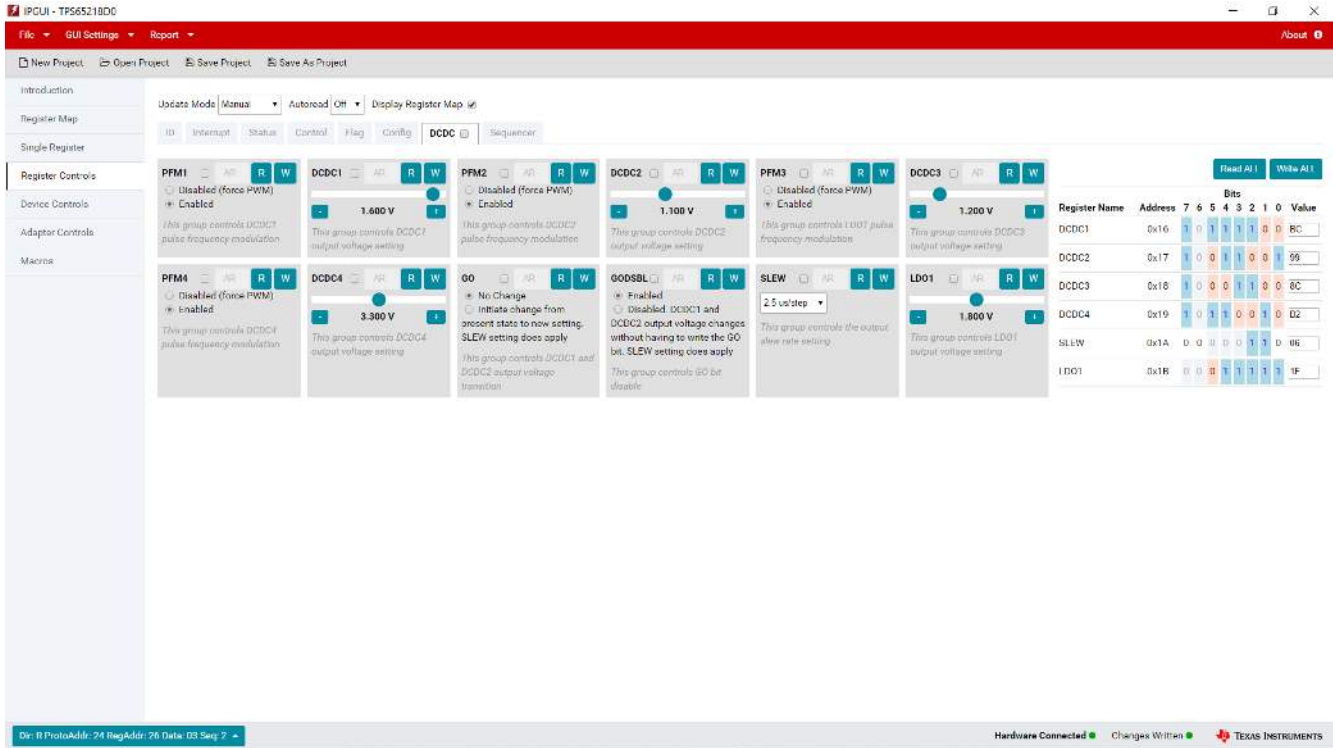 IPGUI - TPS65218D0
File GUI Settings Report About
New Project Open Project Save Project Save As Project
Introduction
Register Map
Single Register
Register Controls
Device Controls
Adaptor Controls
Macros
Update Mode Manual Autoread Off Display Register Map
ID Interrupt Status Control Flag Config DCDC Sequencer
PFM1 AR R W
Disabled (force PWM)
Enabled
This group controls DCDC1
pulse frequency modulation
DCDC1 AR R W
- 1.600 V +
This group controls DCDC1
output voltage setting
PFM2 AR R W
Disabled (force PWM)
Enabled
This group controls DCDC2
pulse frequency modulation
DCDC2 AR R W
- 1.100 V +
This group controls DCDC2
output voltage setting
PFM3 AR R W
Disabled (force PWM)
Enabled
This group controls LDO1 pulse
frequency modulation
DCDC3 AR R W
- 1.200 V +
This group controls DCDC3
output voltage setting
PFM4 AR R W
Disabled (force PWM)
Enabled
This group controls DCDC4
pulse frequency modulation
DCDC4 AR R W
- 3.300 V +
This group controls DCDC4
output voltage setting
GO AR R W
No Change
Initiate change from
present state to new setting.
SLEW setting does apply
This group controls DCDC1 and
DCDC2 output voltage
transition
GODSBL AR R W
Enabled
Disabled. DCDC1 and
DCDC2 output voltage changes
without having to write the GO
bit. SLEW setting does apply
This group controls GO bit
disable
SLEW AR R W
2.5 us/step
This group controls the output
slew rate setting
LDO1 AR R W
- 1.800 V +
This group controls LDO1
output voltage setting
Read ALL Write ALL
Bits
Register Name Address 7 6 5 4 3 2 1 0 Value
DCDC1 0x16 1 0 1 1 1 1 0 0 BC
DCDC2 0x17 1 0 0 1 1 0 0 1 99
DCDC3 0x18 1 0 0 0 1 1 0 0 8C
DCDC4 0x19 1 0 1 1 0 0 1 0 D2
SLEW 0x1A 0 0 0 0 0 1 1 0 06
LDO1 0x1B 0 0 0 1 1 1 1 1 1F
Dir: R ProtoAddr: 24 RegAddr: 26 Data: 03 Seq: 2
Hardware Connected Changes Written TEXAS INSTRUMENTS